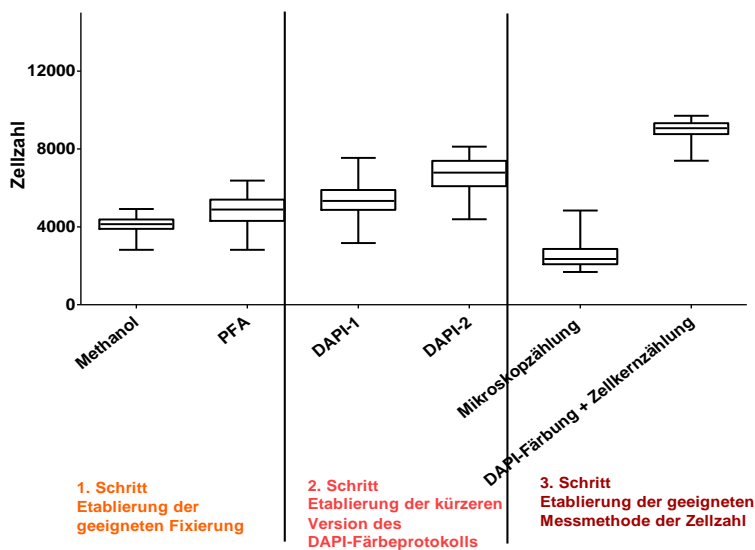 Zellzahl
12000
8000
4000
0
Methanol
PFA
DAPI-1
DAPI-2
Mikroskopzählung
DAPI-Färbung + Zellkernzählung
1. Schritt
Etablierung der
geeigneten Fixierung
2. Schritt
Etablierung der kürzeren
Version des
DAPI-Färbeprotokolls
3. Schritt
Etablierung der geeigneten
Messmethode der Zellzahl